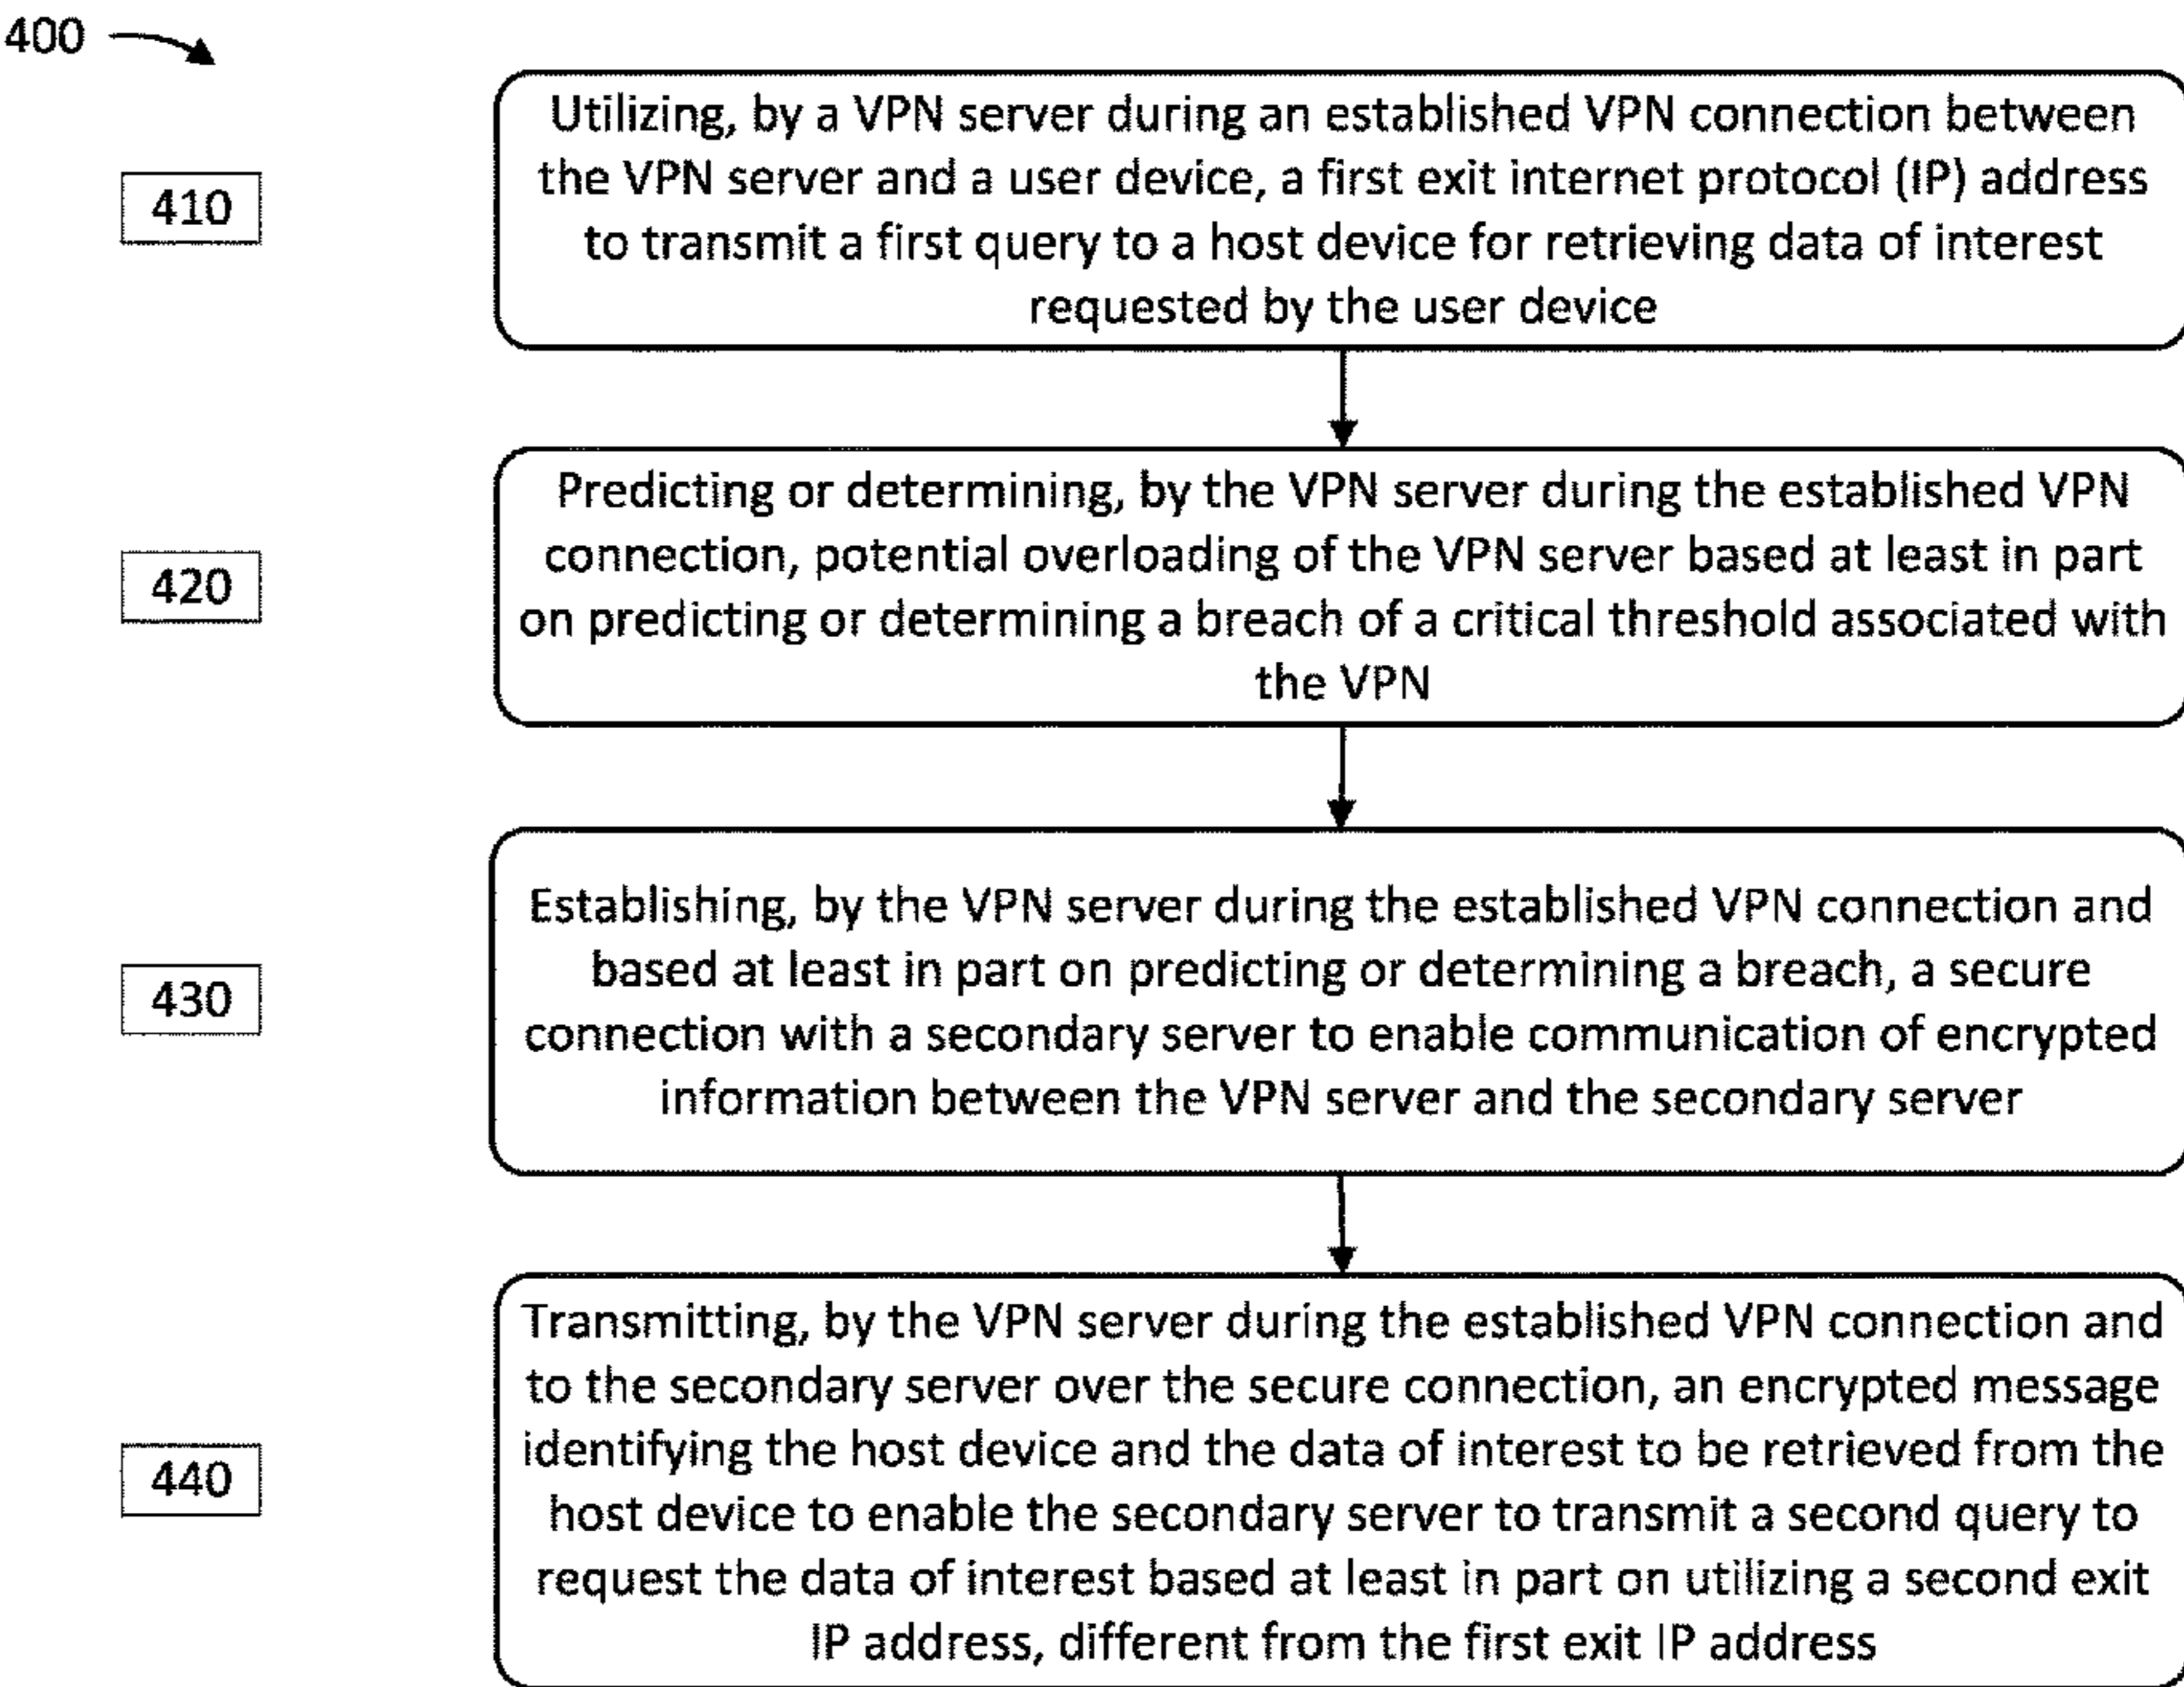 400
410
Utilizing, by a VPN server during an established VPN connection between
the VPN server and a user device, a first exit internet protocol (IP) address
to transmit a first query to a host device for retrieving data of interest
requested by the user device
420
Predicting or determining, by the VPN server during the established VPN
connection, potential overloading of the VPN server based at least in part
on predicting or determining a breach of a critical threshold associated with
the VPN
430
Establishing, by the VPN server during the established VPN connection and
based at least in part on predicting or determining a breach, a secure
connection with a secondary server to enable communication of encrypted
information between the VPN server and the secondary server
440
Transmitting, by the VPN server during the established VPN connection and
to the secondary server over the secure connection, an encrypted message
identifying the host device and the data of interest to be retrieved from the
host device to enable the secondary server to transmit a second query to
request the data of interest based at least in part on utilizing a second exit
IP address, different from the first exit IP address